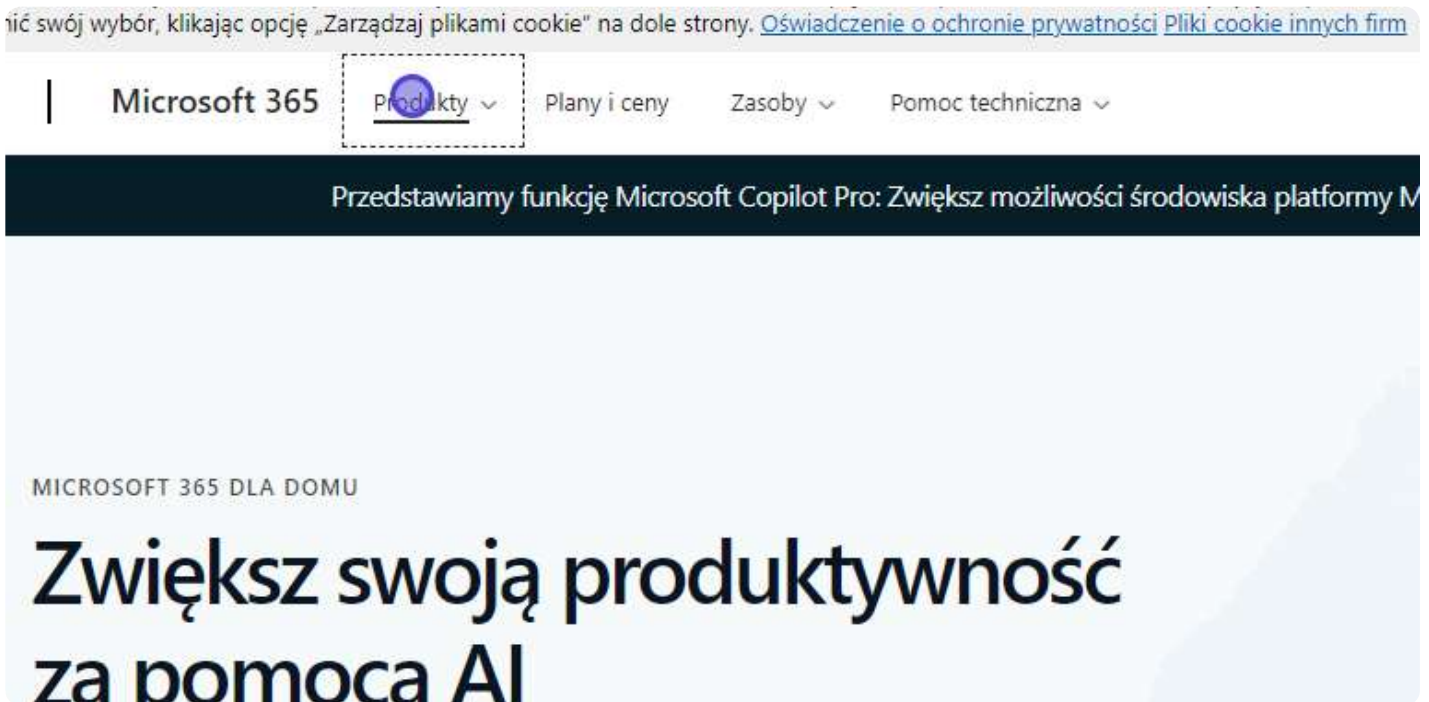 nić swój wybór, klikając opcję „Zarządzaj plikami cookie” na dole strony. Oświadczenie o ochronie prywatności Pliki cookie innych firm
Microsoft 365 Produkty Plany i ceny Zasoby Pomoc techniczna
Przedstawiamy funkcję Microsoft Copilot Pro: Zwiększ możliwości środowiska platformy M
MICROSOFT 365 DLA DOMU
Zwiększ swoją produktywność
za pomocą AI